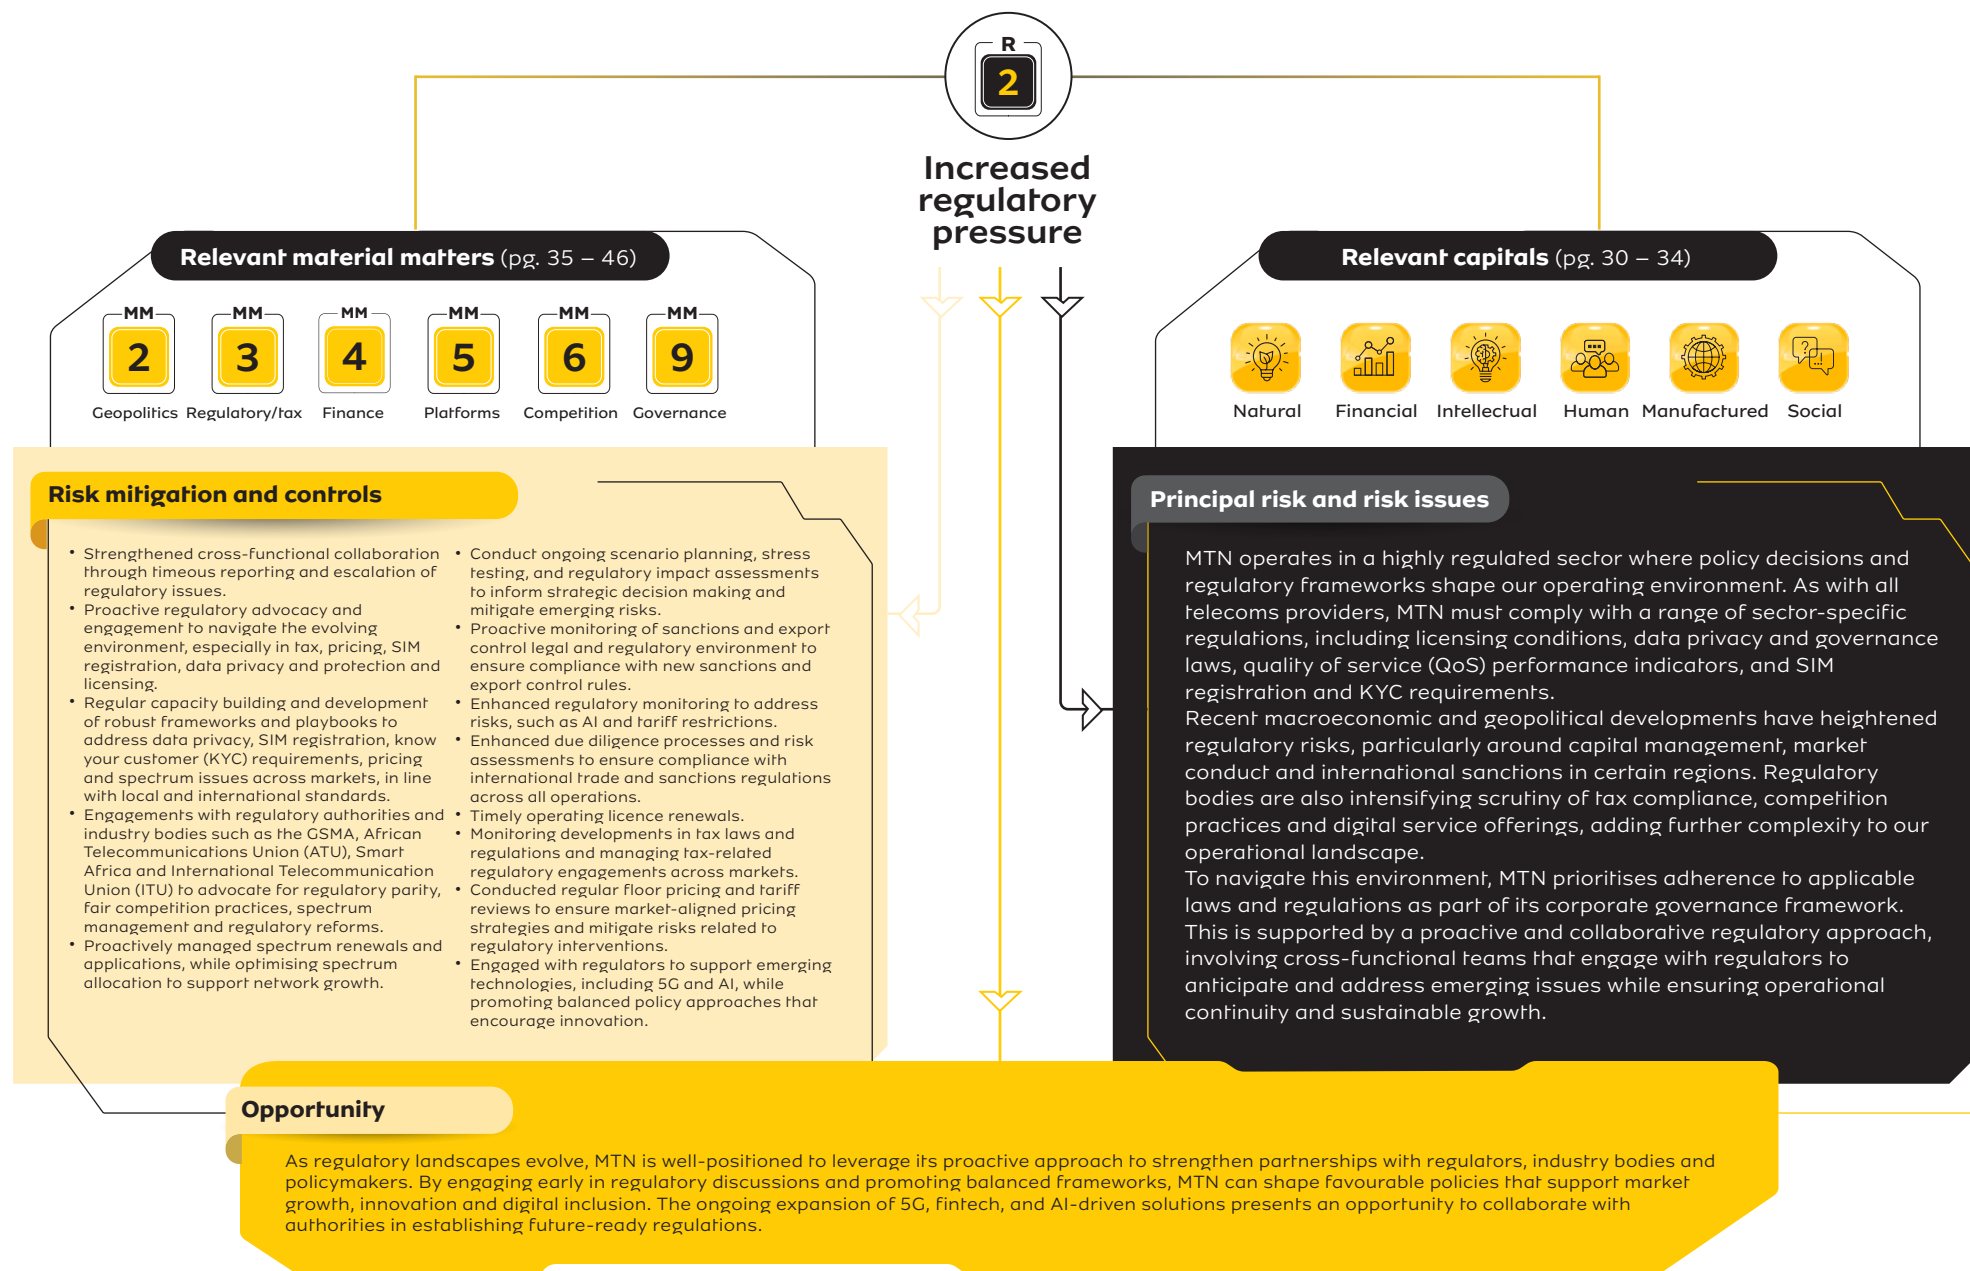 R
2
Increased
regulatory
pressure
Relevant material matters (pg. 35 – 46)
MM
2
Geopolitics
MM
3
Regulatory/tax
MM
4
Finance
MM
5
Platforms
MM
6
Competition
MM
9
Governance
Relevant capitals (pg. 30 – 34)
Natural
Financial
Intellectual
Human
Manufactured
Social
Risk mitigation and controls
• Strengthened cross-functional collaboration
through timeous reporting and escalation of
regulatory issues.
• Proactive regulatory advocacy and
engagement to navigate the evolving
environment, especially in tax, pricing, SIM
registration, data privacy and protection and
licensing.
• Regular capacity building and development
of robust frameworks and playbooks to
address data privacy, SIM registration, know
your customer (KYC) requirements, pricing
and spectrum issues across markets, in line
with local and international standards.
• Engagements with regulatory authorities and
industry bodies such as the GSMA, African
Telecommunications Union (ATU), Smart
Africa and International Telecommunication
Union (ITU) to advocate for regulatory parity,
fair competition practices, spectrum
management and regulatory reforms.
• Proactively managed spectrum renewals and
applications, while optimising spectrum
allocation to support network growth.
• Conduct ongoing scenario planning, stress
testing, and regulatory impact assessments
to inform strategic decision making and
mitigate emerging risks.
• Proactive monitoring of sanctions and export
control legal and regulatory environment to
ensure compliance with new sanctions and
export control rules.
• Enhanced regulatory monitoring to address
risks, such as AI and tariff restrictions.
• Enhanced due diligence processes and risk
assessments to ensure compliance with
international trade and sanctions regulations
across all operations.
• Timely operating licence renewals.
• Monitoring developments in tax laws and
regulations and managing tax-related
regulatory engagements across markets.
• Conducted regular floor pricing and tariff
reviews to ensure market-aligned pricing
strategies and mitigate risks related to
regulatory interventions.
• Engaged with regulators to support emerging
technologies, including 5G and AI, while
promoting balanced policy approaches that
encourage innovation.
Principal risk and risk issues
MTN operates in a highly regulated sector where policy decisions and
regulatory frameworks shape our operating environment. As with all
telecoms providers, MTN must comply with a range of sector-specific
regulations, including licensing conditions, data privacy and governance
laws, quality of service (QoS) performance indicators, and SIM
registration and KYC requirements.
Recent macroeconomic and geopolitical developments have heightened
regulatory risks, particularly around capital management, market
conduct and international sanctions in certain regions. Regulatory
bodies are also intensifying scrutiny of tax compliance, competition
practices and digital service offerings, adding further complexity to our
operational landscape.
To navigate this environment, MTN prioritises adherence to applicable
laws and regulations as part of its corporate governance framework.
This is supported by a proactive and collaborative regulatory approach,
involving cross-functional teams that engage with regulators to
anticipate and address emerging issues while ensuring operational
continuity and sustainable growth.
Opportunity
As regulatory landscapes evolve, MTN is well-positioned to leverage its proactive approach to strengthen partnerships with regulators, industry bodies and
policymakers. By engaging early in regulatory discussions and promoting balanced frameworks, MTN can shape favourable policies that support market
growth, innovation and digital inclusion. The ongoing expansion of 5G, fintech, and AI-driven solutions presents an opportunity to collaborate with
authorities in establishing future-ready regulations.